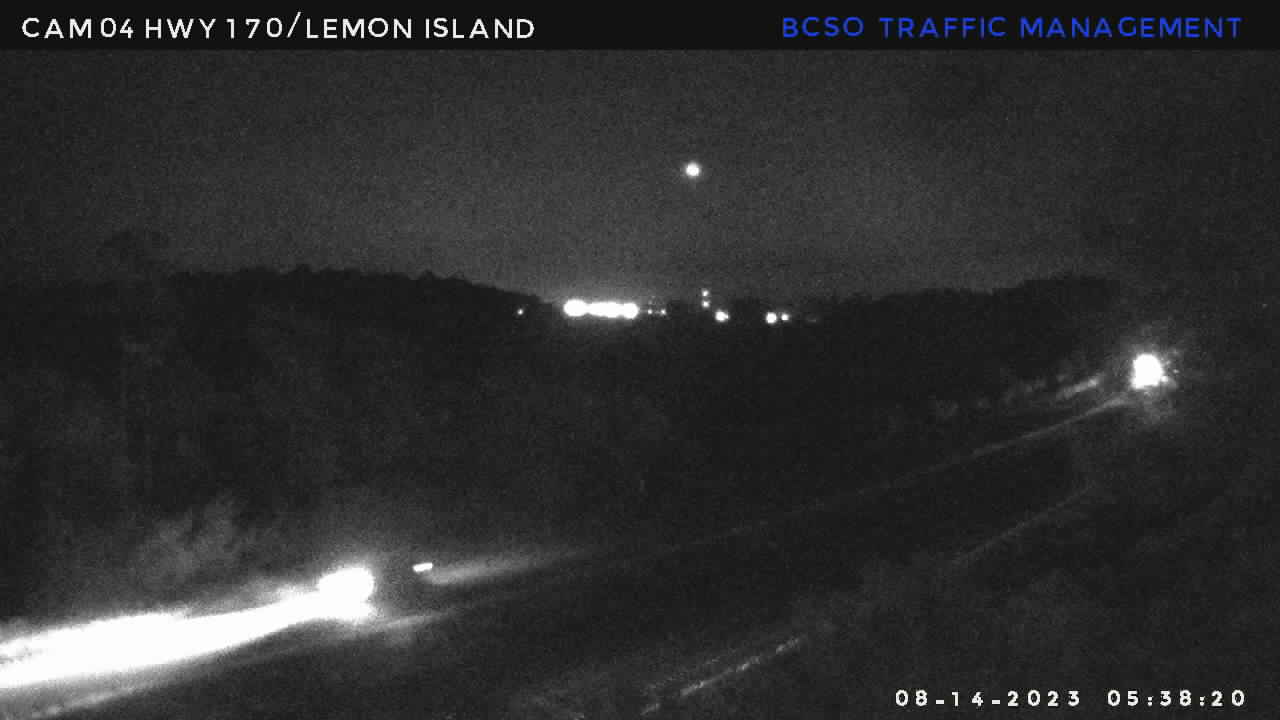 CAM04 HWY 170/LEMON ISLAND
BCSO TRAFFIC MANAGEMENT
08-14-2023 05:38:20